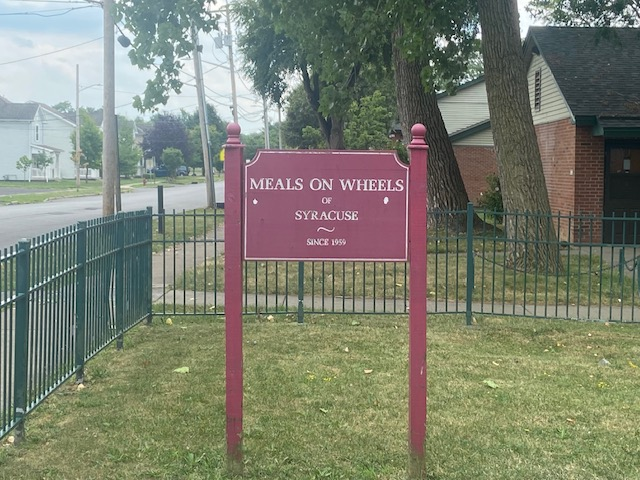 MEALS ON WHEELS
OF
SYRACUSE
~
SINCE 1959